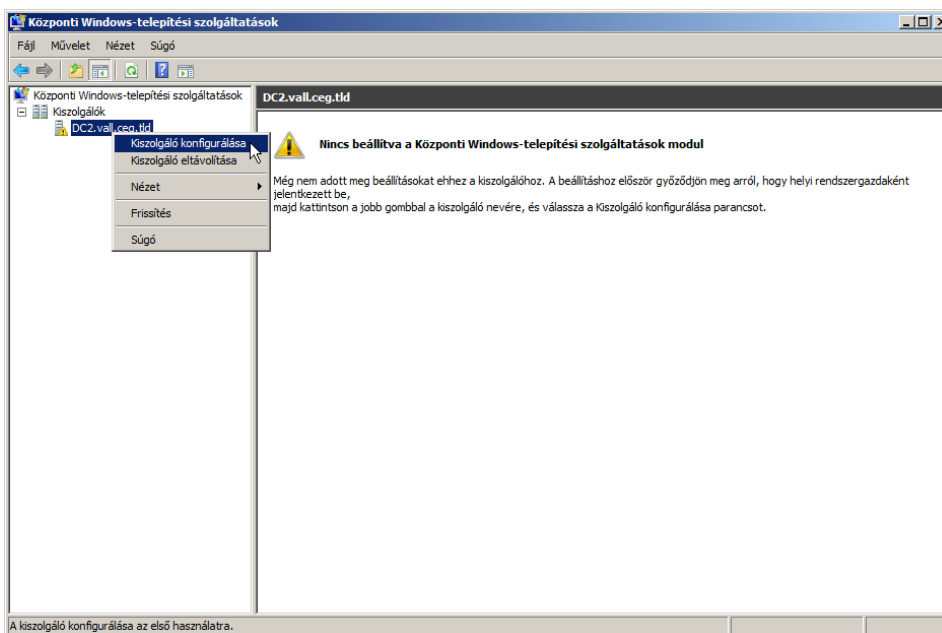 Központi Windows-telepítési szolgáltatások
Fájl Művelet Nézet Súgó
Központi Windows-telepítési szolgáltatások
Kiszolgálók
DC2.vall.ceg.tld
Kiszolgáló konfigurálása
Kiszolgáló eltávolítása
Nézet
Frissítés
Súgó
DC2.vall.ceg.tld
Nincs beállítva a Központi Windows-telepítési szolgáltatások modul
Még nem adott meg beállításokat ehhez a kiszolgálóhoz. A beállításhoz először győződjön meg arról, hogy helyi rendszergazdaként
jelentkezett be,
majd kattintson a jobb gombbal a kiszolgáló nevére, és válassza a Kiszolgáló konfigurálása parancsot.
A kiszolgáló konfigurálása az első használatra.